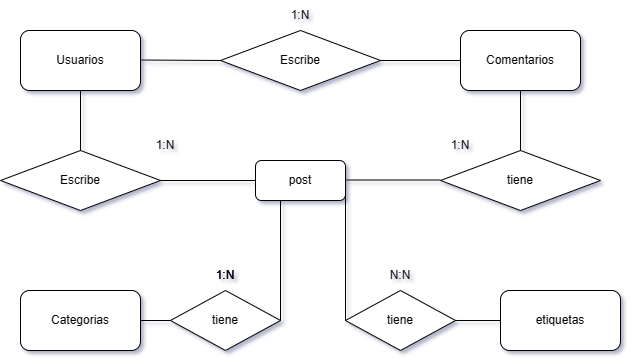 1:N
Usuarios
Escribe
Comentarios
1:N
1:N
Escribe
post
tiene
1:N
N:N
Categorias
tiene
tiene
etiquetas